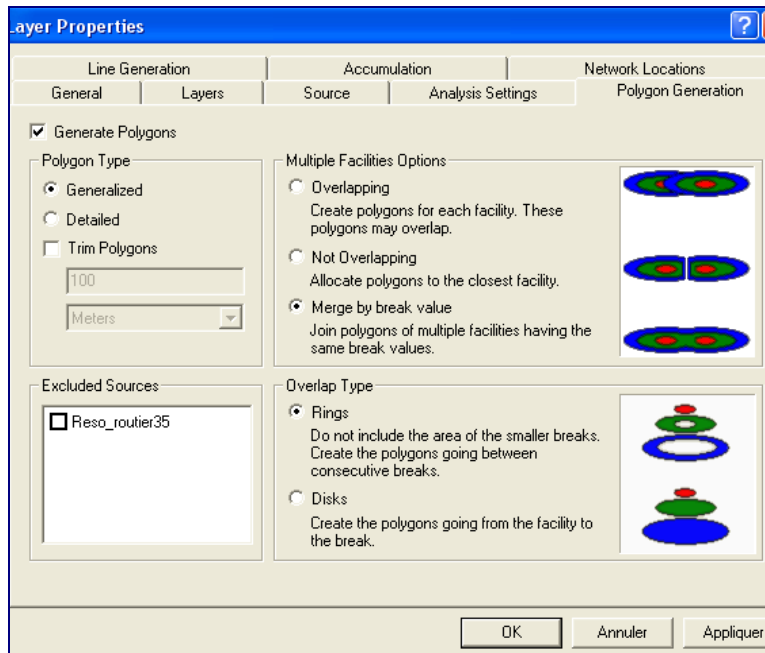 ayer Properties
Line Generation Accumulation Network Locations
General Layers Source Analysis Settings Polygon Generation
Generate Polygons
Polygon Type
Generalized
Detailed
Trim Polygons
100
Meters
Multiple Facilities Options
Overlapping
Create polygons for each facility. These
polygons may overlap.
Not Overlapping
Allocate polygons to the closest facility.
Merge by break value
Join polygons of multiple facilities having the
same break values.
Excluded Sources
Reso_routier35
Overlap Type
Rings
Do not include the area of the smaller breaks.
Create the polygons going between
consecutive breaks.
Disks
Create the polygons going from the facility to
the break.
OK Annuler Appliquer